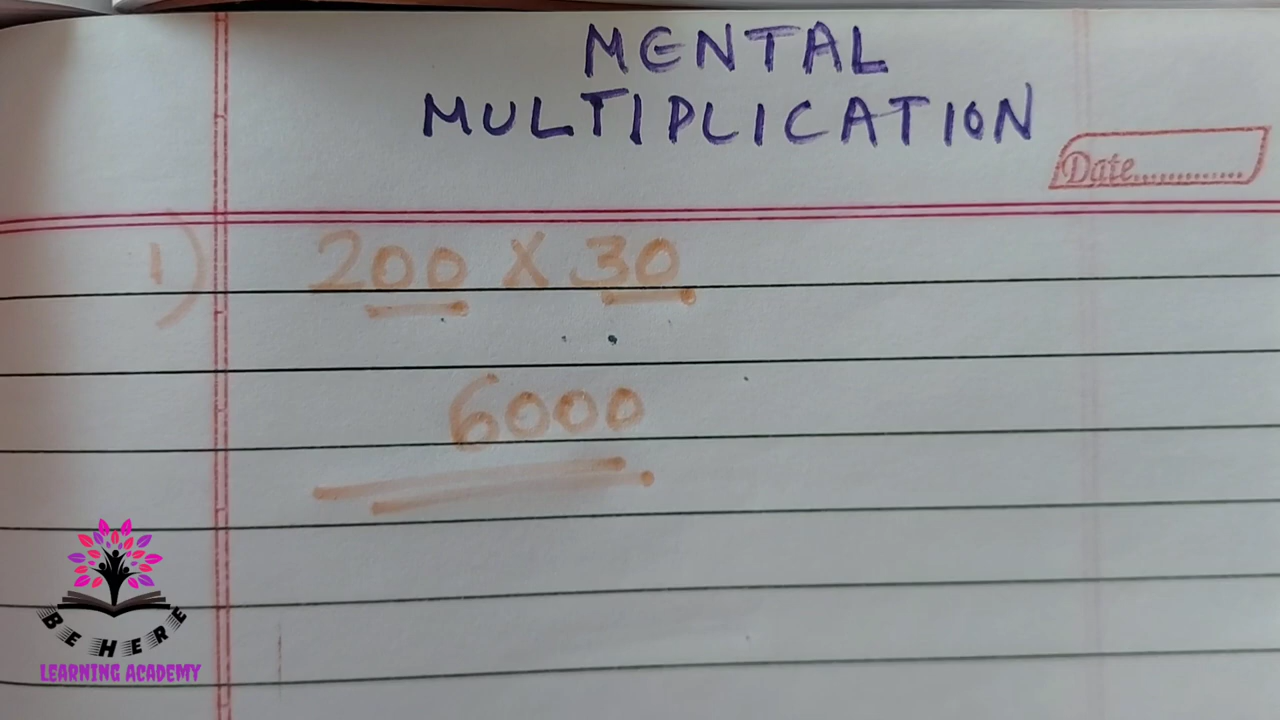 MENTAL
MULTIPLICATION
Date.............
1) 200 X 30
6000
BE HERE
LEARNING ACADEMY